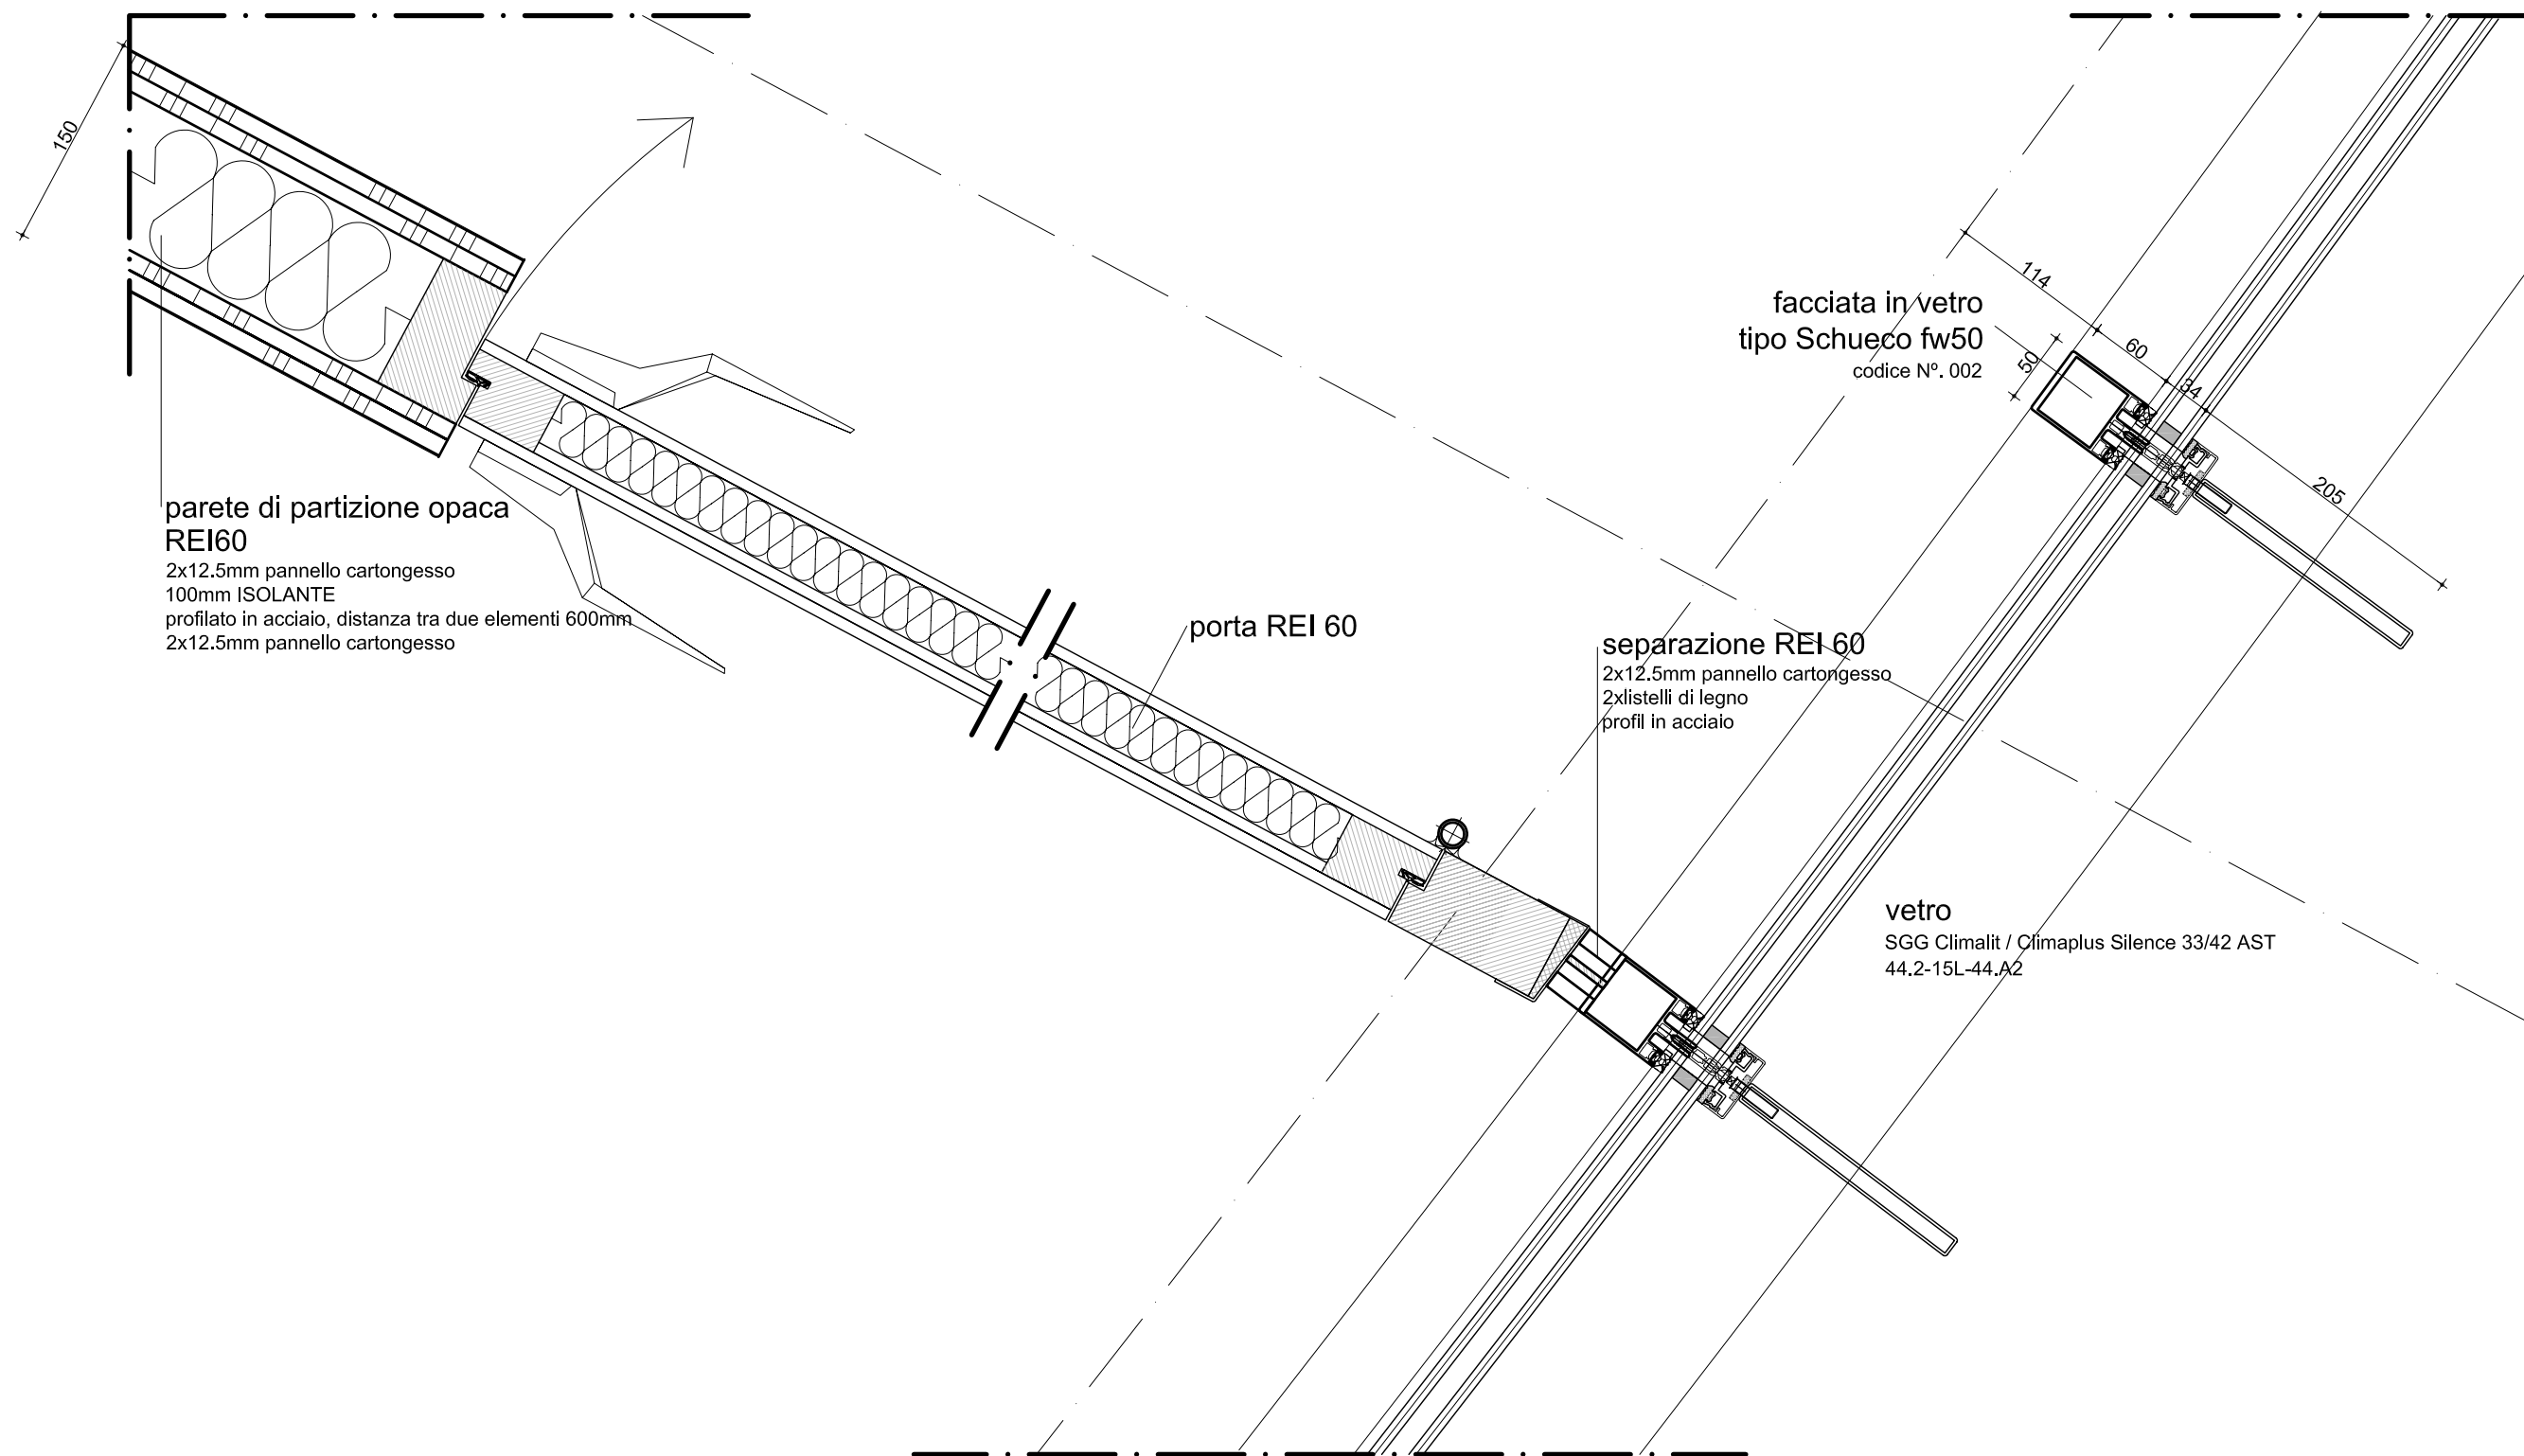 150
114
facciata in vetro
tipo Schueco fw50
codice Nº. 002
60
50
34
205
parete di partizione opaca
REI60
2x12.5mm pannello cartongesso
100mm ISOLANTE
profilato in acciaio, distanza tra due elementi 600mm
2x12.5mm pannello cartongesso
porta REI 60
separazione REI 60
2x12.5mm pannello cartongesso
2xlistelli di legno
profil in acciaio
vetro
SGG Climalit / Climaplus Silence 33/42 AST
44.2-15L-44.A2